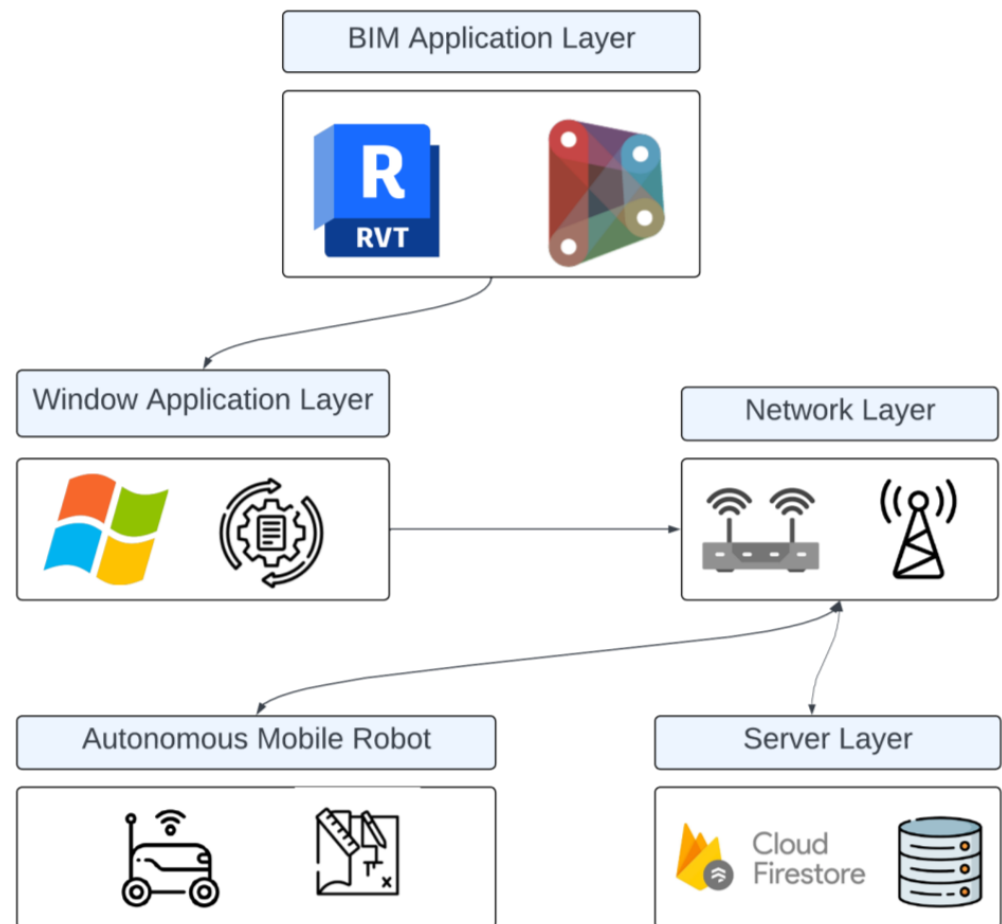 BIM Application Layer
R
RVT
Window Application Layer
Network Layer
Autonomous Mobile Robot
Server Layer
x
Cloud
Firestore